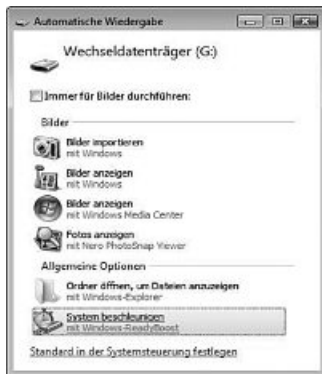 Automatische Wiedergabe
Wechseldatenträger (G:)
Immer für Bilder durchführen:
Bilder
Bilder importieren
mit Windows
Bilder anzeigen
mit Windows
Bilder anzeigen
mit Windows Media Center
Fotos anzeigen
mit Nero PhotoSnap Viewer
Allgemeine Optionen
Ordner öffnen, um Dateien anzuzeigen
mit Windows-Explorer
System beschleunigen
mit Windows-ReadyBoost
Standard in der Systemsteuerung festlegen